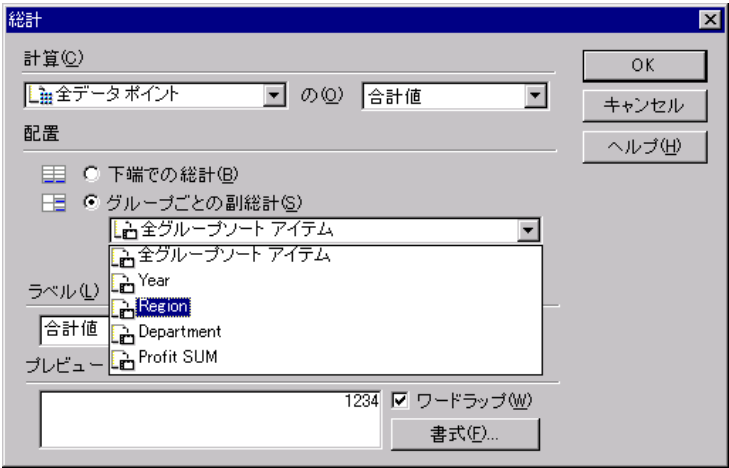 総計
計算(C)
全データ ポイント の(O) 合計値
OK
キャンセル
ヘルプ(H)
配置
下端での総計(B)
グループごとの副総計(S)
全グループソート アイテム
全グループソート アイテム
Year
Region
Department
Profit SUM
ラベル(L)
合計値
プレビュー
1234
ワードラップ(W)
書式(F)...